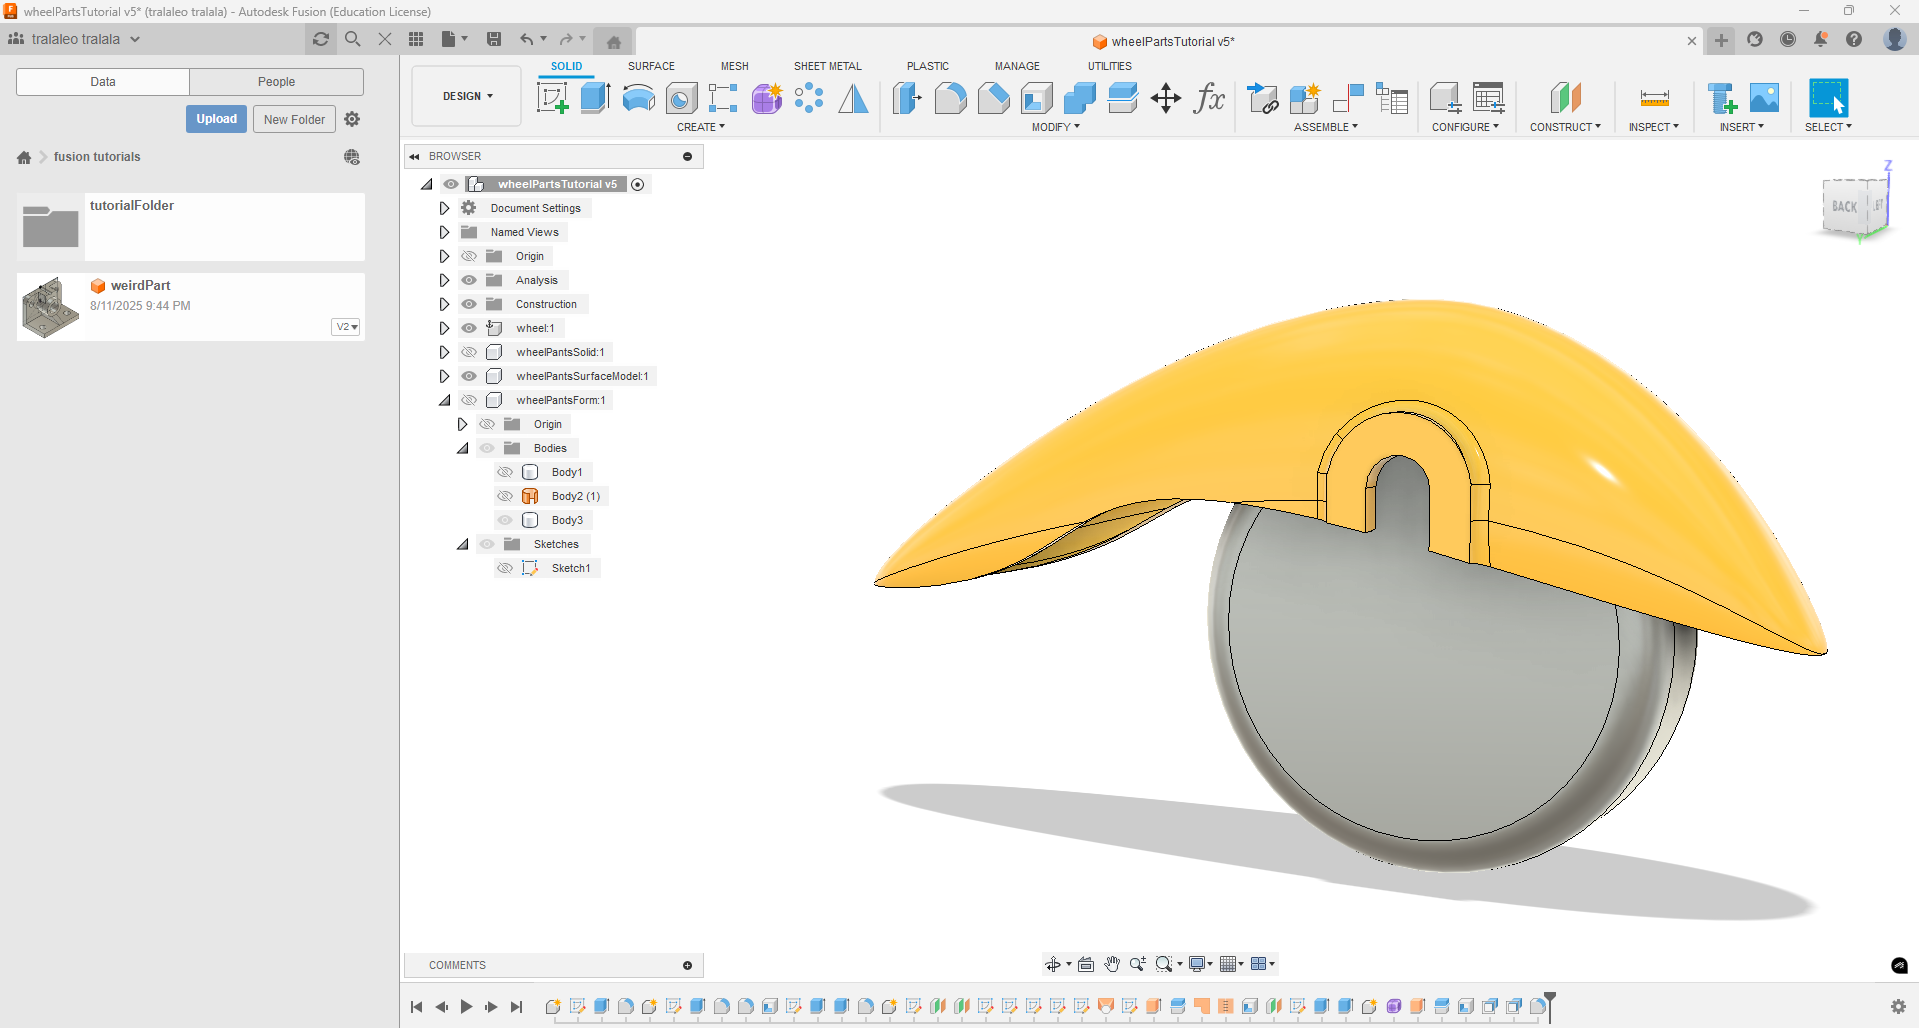 wheelPartsTutorial v5* (tralaleo tralala) - Autodesk Fusion (Education License)
tralaleo tralala
wheelPartsTutorial v5*
Data
People
Upload
New Folder
fusion tutorials
tutorialFolder
weirdPart
8/11/2025 9:44 PM
V2
DESIGN
SOLID
SURFACE
MESH
SHEET METAL
PLASTIC
MANAGE
UTILITIES
fx
CREATE
MODIFY
ASSEMBLE
CONFIGURE
CONSTRUCT
INSPECT
INSERT
SELECT
BROWSER
wheelPartsTutorial v5
Document Settings
Named Views
Origin
Analysis
Construction
wheel:1
wheelPantsSolid:1
wheelPantsSurfaceModel:1
wheelPantsForm:1
Origin
Bodies
Body1
Body2 (1)
Body3
Sketches
Sketch1
Z
BACK
LEFT
Y
COMMENTS